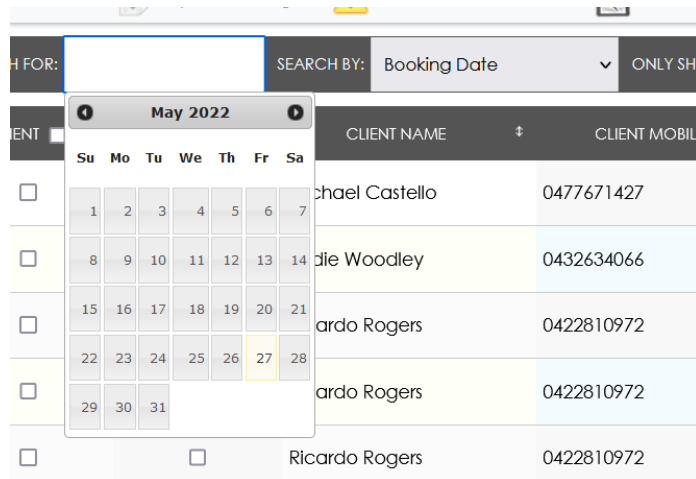 H FOR:
SEARCH BY: Booking Date ONLY SH
May 2022
IENT CLIENT NAME CLIENT MOBIL
Su Mo Tu We Th Fr Sa
1 2 3 4 5 6 7
chael Castello 0477671427
8 9 10 11 12 13 14
die Woodley 0432634066
15 16 17 18 19 20 21
ardo Rogers 0422810972
22 23 24 25 26 27 28
ardo Rogers 0422810972
29 30 31
Ricardo Rogers 0422810972